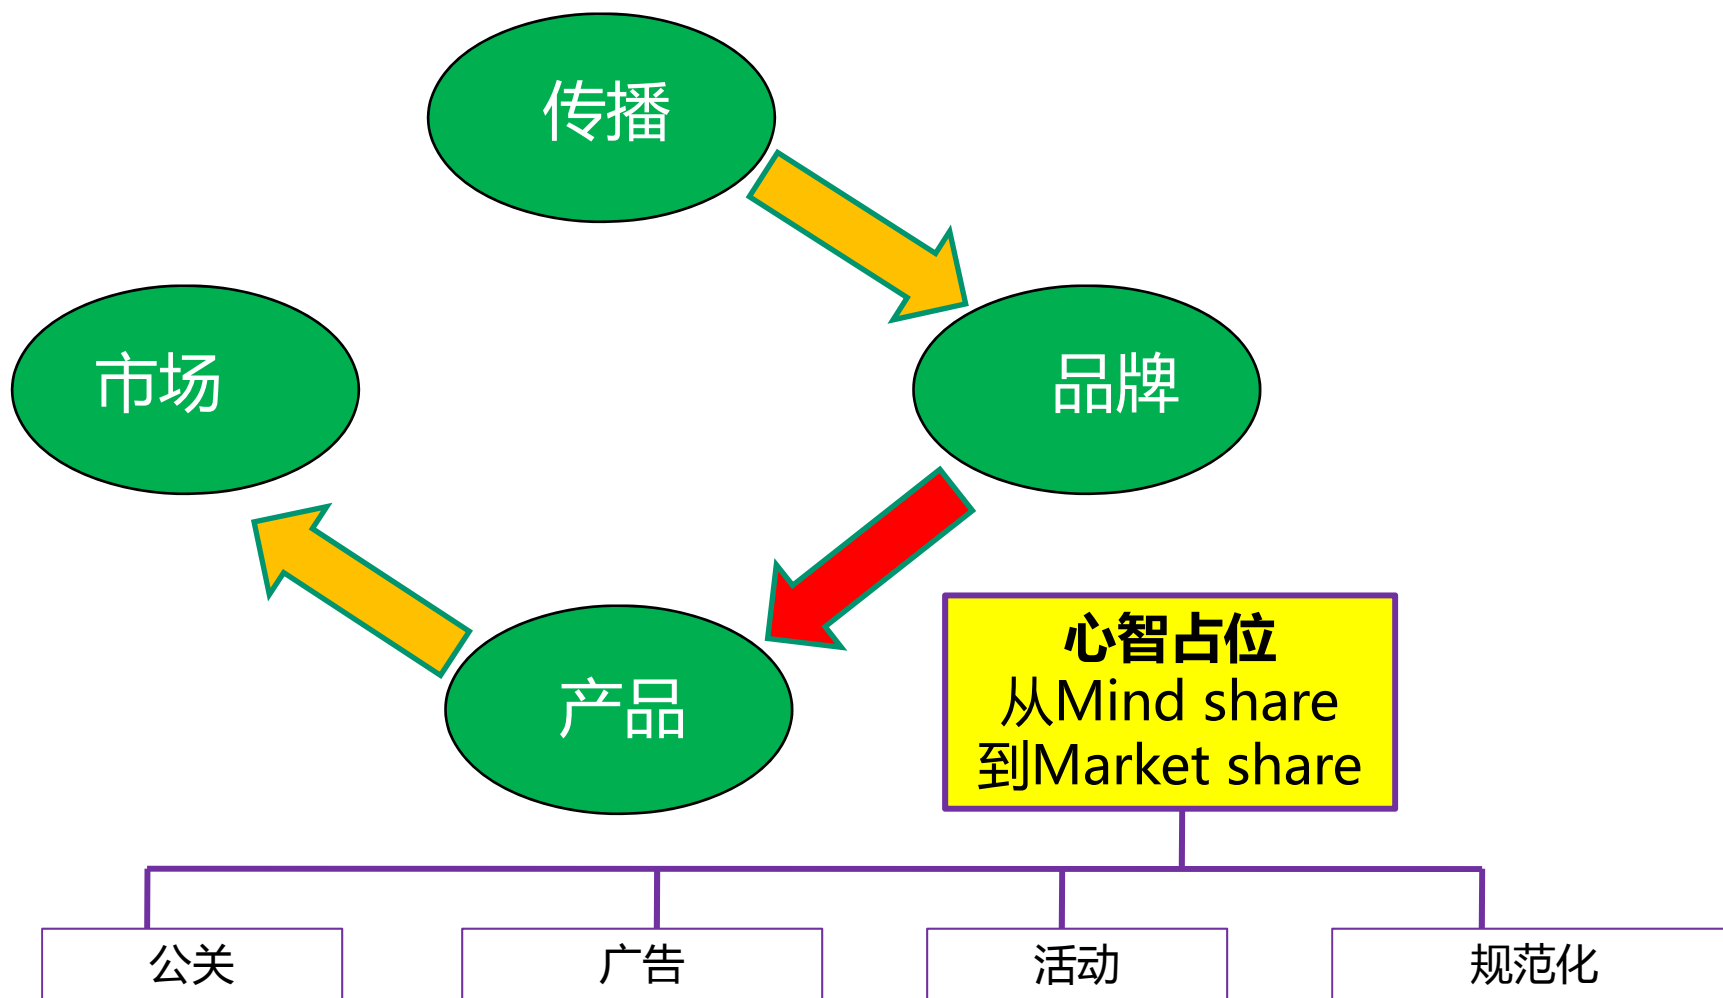 传播
市场
品牌
产品
心智占位
从Mind share
到Market share
公关
广告
活动
规范化